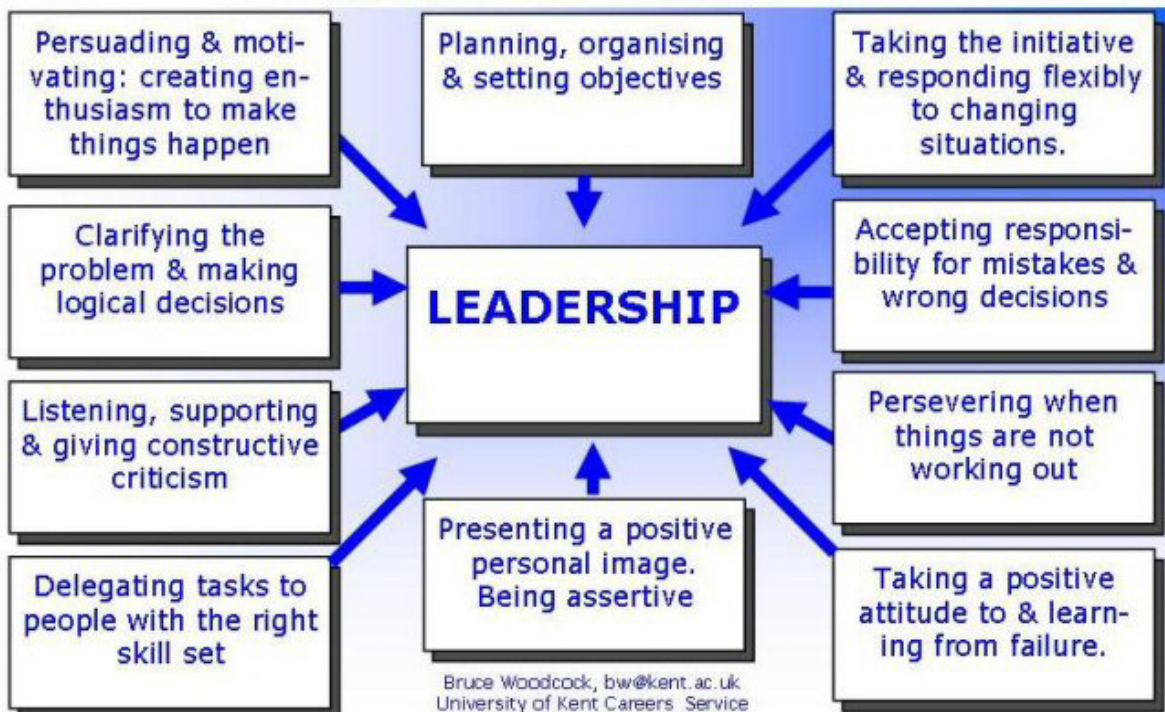 Persuading & moti-
vating: creating en-
thusiasm to make
things happen
Planning, organising
& setting objectives
Taking the initiative
& responding flexibly
to changing
situations.
Clarifying the
problem & making
logical decisions
LEADERSHIP
Accepting responsi-
bility for mistakes &
wrong decisions
Listening, supporting
& giving constructive
criticism
Persevering when
things are not
working out
Delegating tasks to
people with the right
skill set
Presenting a positive
personal image.
Being assertive
Taking a positive
attitude to & learn-
ing from failure.
Bruce Woodcock, bw@kent.ac.uk
University of Kent Careers Service